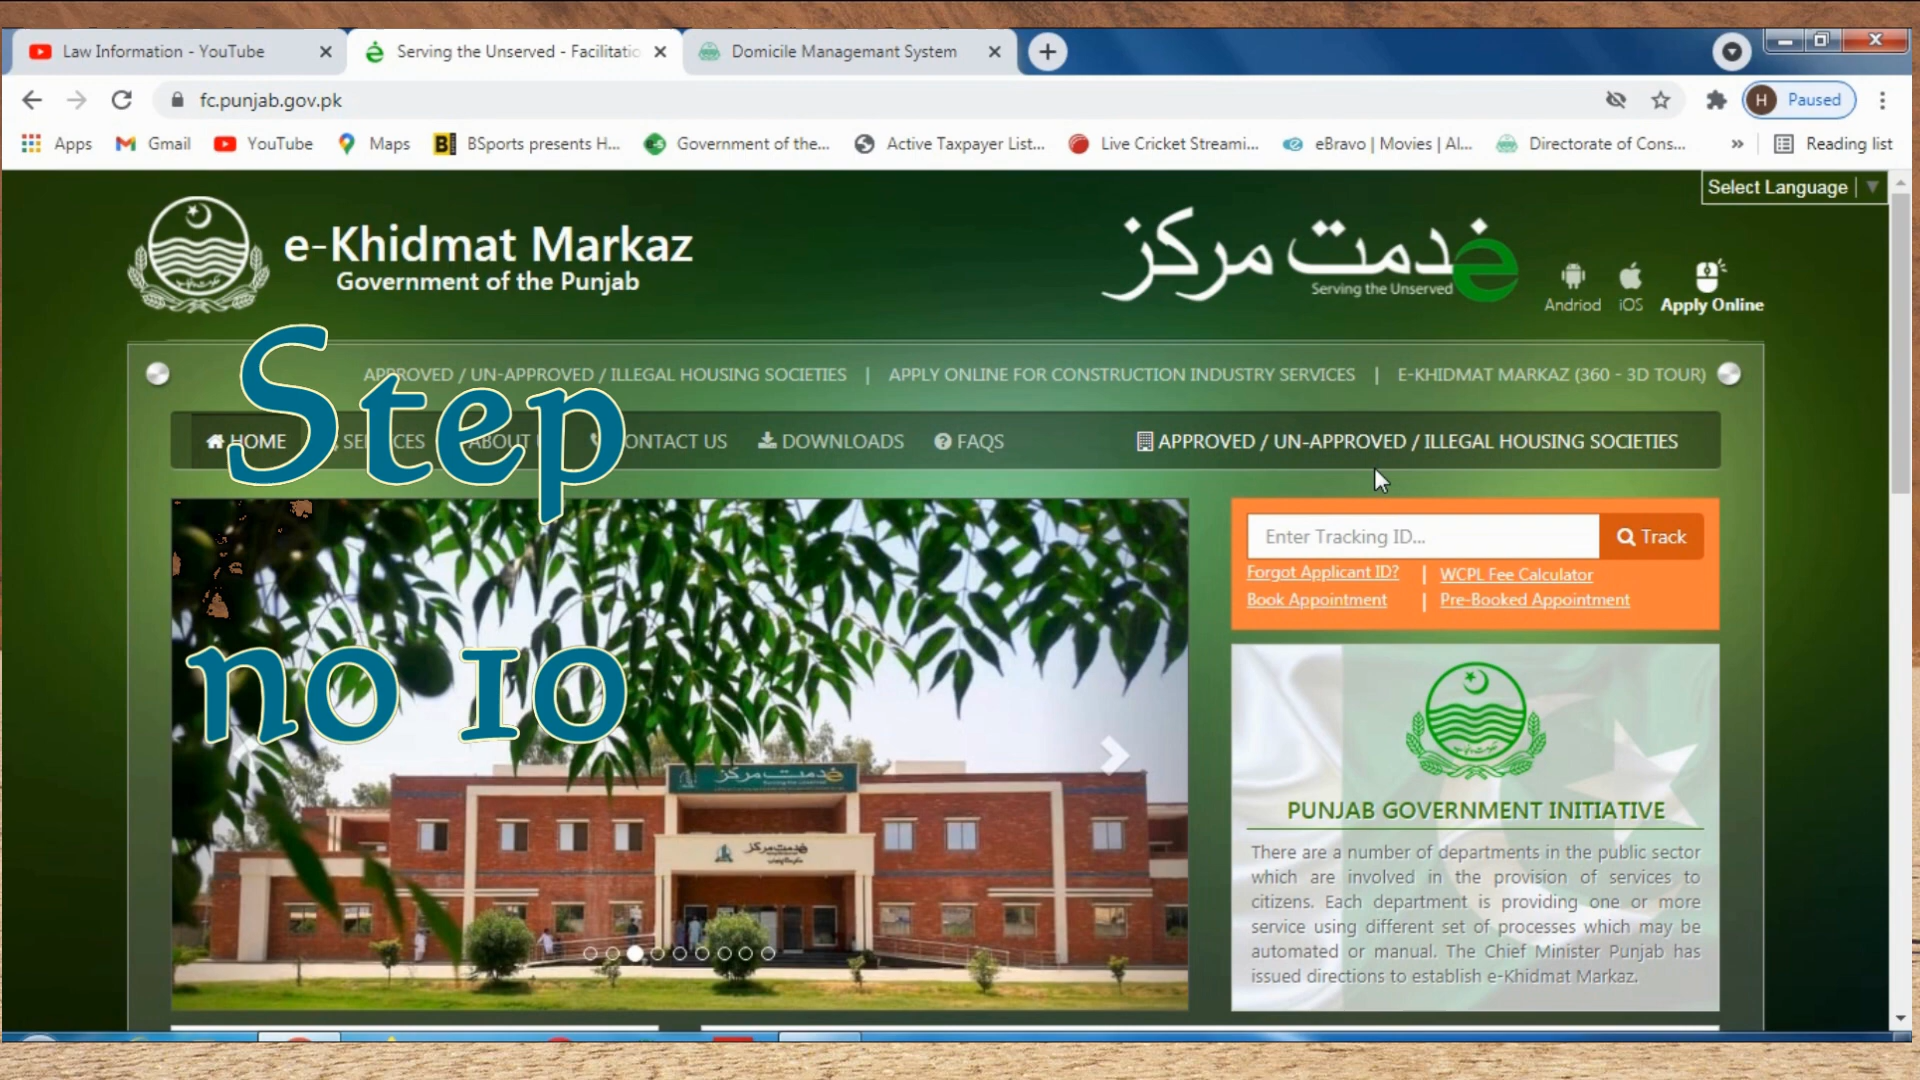 Law Information - YouTube
Serving the Unserved - Facilitatio
Domicile Managemant System
fc.punjab.gov.pk
H Paused
Apps
Gmail
YouTube
Maps
BSports presents H...
Government of the...
Active Taxpayer List...
Live Cricket Streami...
eBravo | Movies | Al...
Directorate of Cons...
»
Reading list
Select Language
e-Khidmat Markaz
Government of the Punjab
خدمت مرکز
Serving the Unserved
Andriod
iOS
Apply Online
APPROVED / UN-APPROVED / ILLEGAL HOUSING SOCIETIES | APPLY ONLINE FOR CONSTRUCTION INDUSTRY SERVICES | E-KHIDMAT MARKAZ (360 - 3D TOUR)
HOME
ABOUT
CONTACT US
DOWNLOADS
FAQS
APPROVED / UN-APPROVED / ILLEGAL HOUSING SOCIETIES
Step
no 10
Enter Tracking ID...
Track
Forgot Applicant ID? | WCPL Fee Calculator
Book Appointment | Pre-Booked Appointment
خدمت مرکز
خدمت مرکز
PUNJAB GOVERNMENT INITIATIVE
There are a number of departments in the public sector
which are involved in the provision of services to
citizens. Each department is providing one or more
service using different set of processes which may be
automated or manual. The Chief Minister Punjab has
issued directions to establish e-Khidmat Markaz.